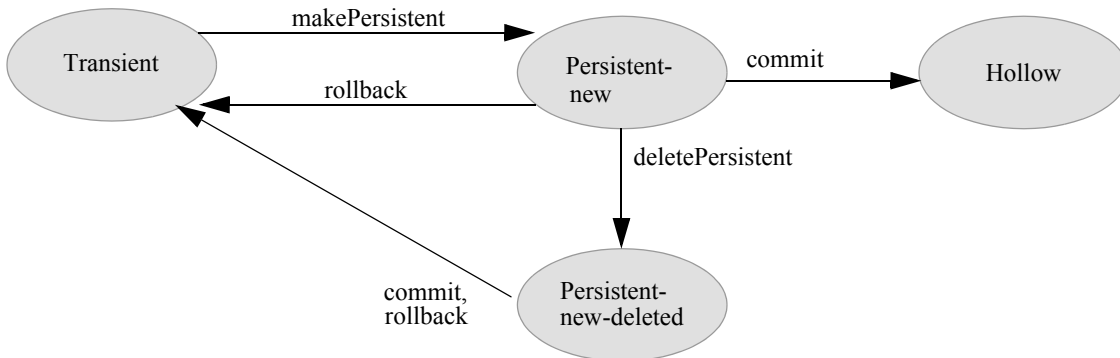 makePersistent
Transient
Persistent-
new
commit
Hollow
rollback
deletePersistent
Persistent-
new-deleted
commit,
rollback